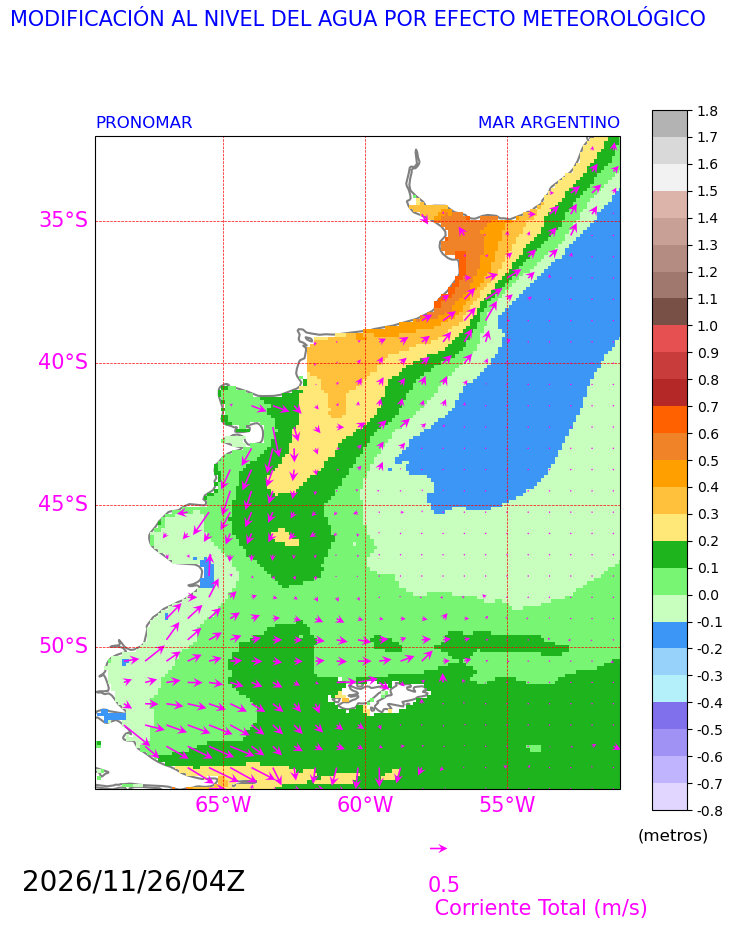 MODIFICACIÓN AL NIVEL DEL AGUA POR EFECTO METEOROLÓGICO
PRONOMAR
MAR ARGENTINO
35°S
40°S
45°S
50°S
65°W
60°W
55°W
1.8
1.7
1.6
1.5
1.4
1.3
1.2
1.1
1.0
0.9
0.8
0.7
0.6
0.5
0.4
0.3
0.2
0.1
0.0
-0.1
-0.2
-0.3
-0.4
-0.5
-0.6
-0.7
-0.8
(metros)
2026/11/26/04Z
0.5
Corriente Total (m/s)